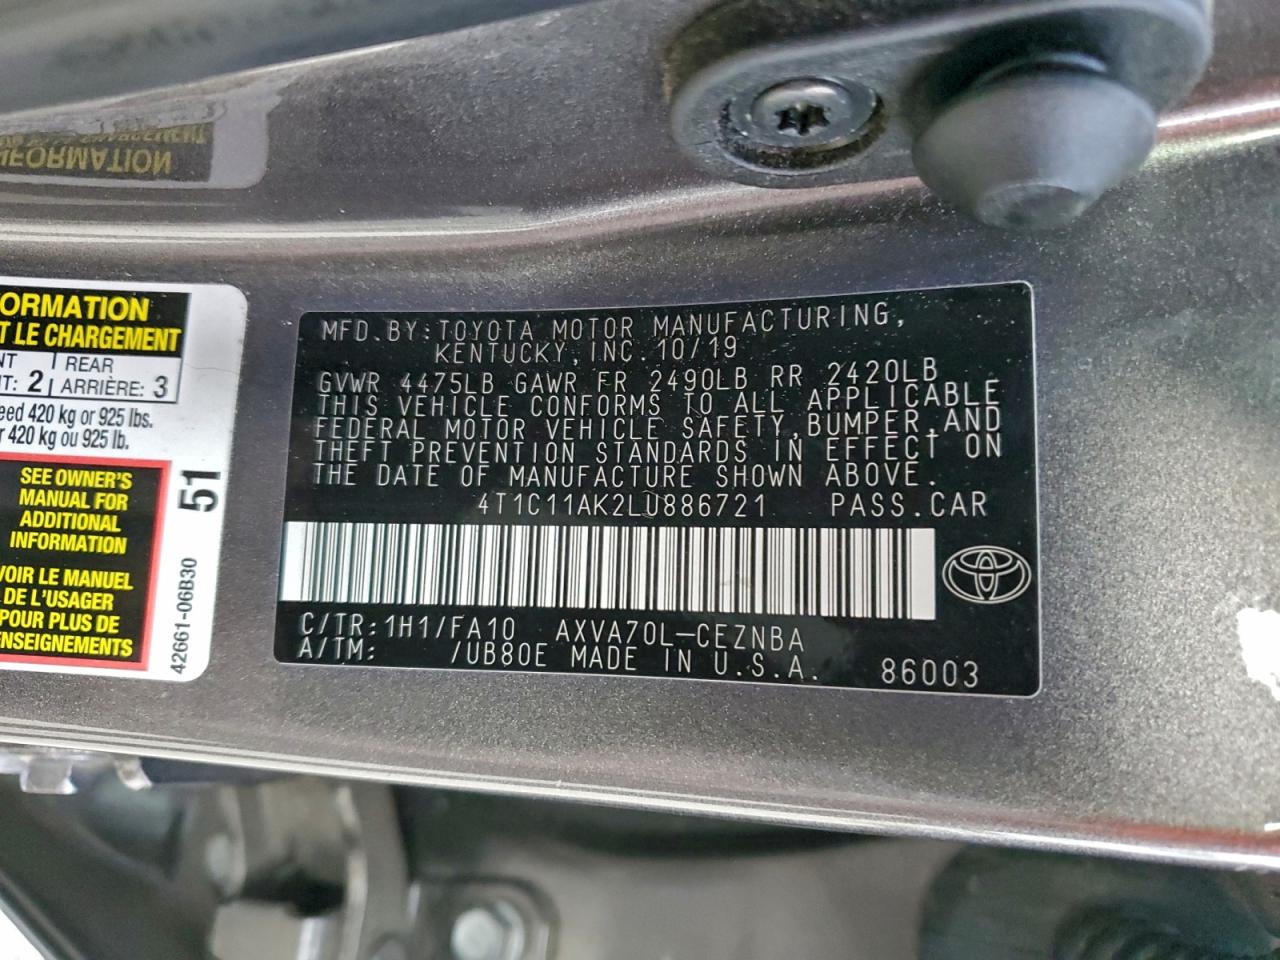 ORMATION
T LE CHARGEMENT
NT
T: 2
REAR
ARRIÈRE: 3
eed 420 kg or 925 lbs.
r 420 kg ou 925 lb.
SEE OWNER'S
MANUAL FOR
ADDITIONAL
INFORMATION
VOIR LE MANUEL
DE L'USAGER
POUR PLUS DE
ENSEIGNEMENTS
51
42661-06B30
MFD. BY: TOYOTA MOTOR MANUFACTURING,
KENTUCKY, INC. 10/19
GVWR 4475LB GAWR FR 2490LB RR 2420LB
THIS VEHICLE CONFORMS TO ALL APPLICABLE
FEDERAL MOTOR VEHICLE SAFETY, BUMPER, AND
THEFT PREVENTION STANDARDS IN EFFECT ON
THE DATE OF MANUFACTURE SHOWN ABOVE.
4T1C11AK2LU886721 PASS. CAR
C/TR: 1H1/FA10 AXVA70L-CEZNBA
A/TM: /UB80E MADE IN U.S.A. 86003